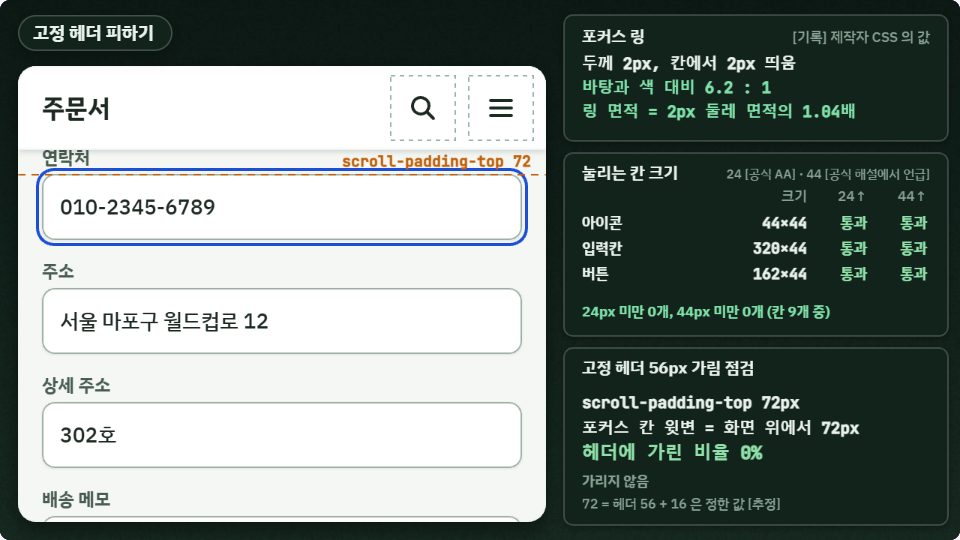 고정 헤더 피하기
주문서
연락처
scroll-padding-top 72
010-2345-6789
주소
서울 마포구 월드컵로 12
상세 주소
302호
배송 메모
포커스 링 [기록] 제작자 CSS 의 값
두께 2px, 칸에서 2px 띄움
바탕과 색 대비 6.2 : 1
링 면적 = 2px 둘레 면적의 1.04배
눌리는 칸 크기 24 [공식 AA] · 44 [공식 해설에서 언급]
크기 24↑ 44↑
아이콘 44×44 통과 통과
입력칸 320×44 통과 통과
버튼 162×44 통과 통과
24px 미만 0개, 44px 미만 0개 (칸 9개 중)
고정 헤더 56px 가림 점검
scroll-padding-top 72px
포커스 칸 윗변 = 화면 위에서 72px
헤더에 가린 비율 0%
가리지 않음
72 = 헤더 56 + 16 은 정한 값 [추정]